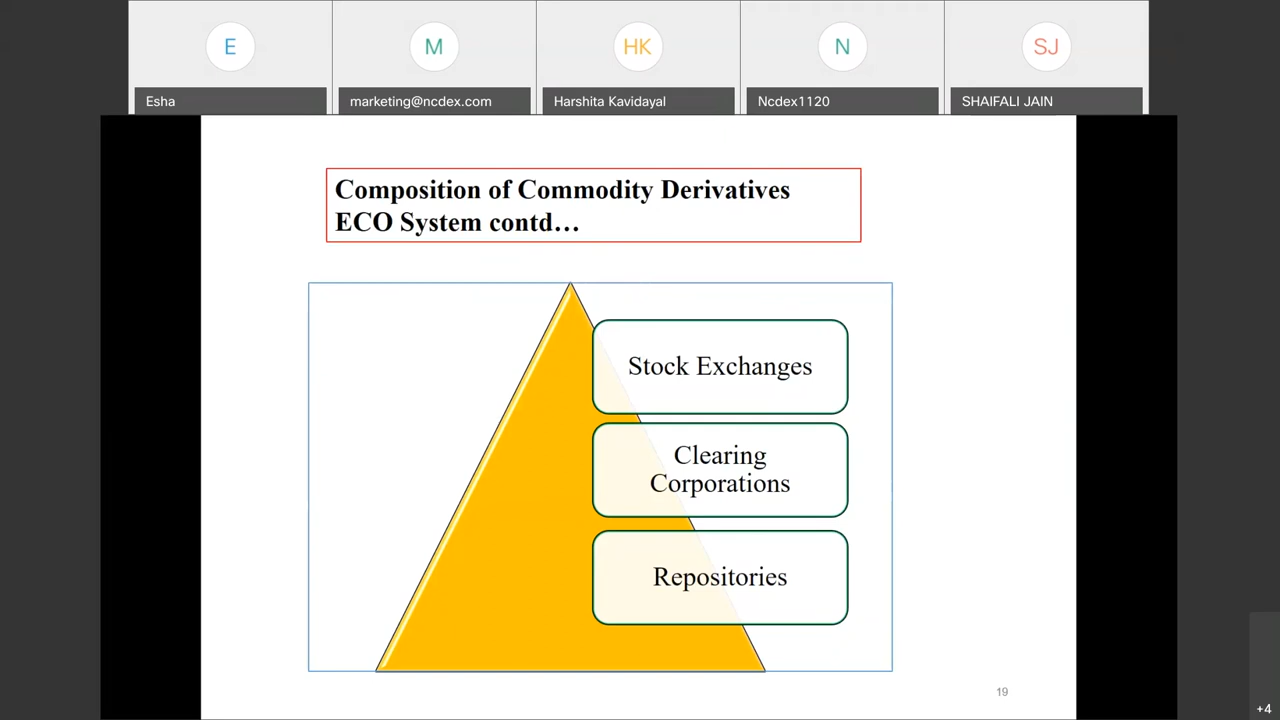 E
M
HK
N
SJ
Esha
marketing@ncdex.com
Harshita Kavidayal
Ncdex1120
SHAIFALI JAIN
Composition of Commodity Derivatives
ECO System contd…
Stock Exchanges
Clearing
Corporations
Repositories
19
+4